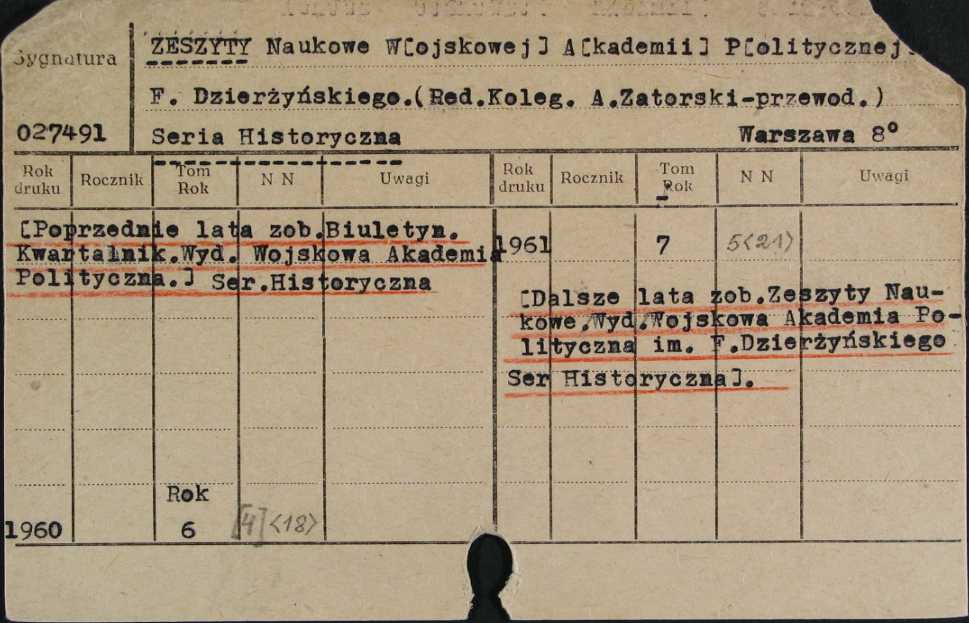 Sygnatura
ZESZYTY Naukowe W[ojskowej] A[kademii] P[olitycznej
F. Dzierżyńskiego.(Red.Koleg. A.Zatorski-przewod.)
027491 Seria Historyczna Warszawa 8°
Rok druku Rocznik Tom Rok N N Uwagi Rok druku Rocznik Tom Rok N N Uwagi
[Poprzednie lata zob.Biuletyn.
Kwartalnik.Wyd. Wojskowa Akademia
Polityczna.] Ser.Historyczna
1961 7 5<21>
[Dalsze lata zob.Zeszyty Nau-
kowe.Wyd.Wojskowa Akademia Po-
lityczna im. F.Dzierżyńskiego
Ser Historyczna].
Rok
1960 6 [4]<18>